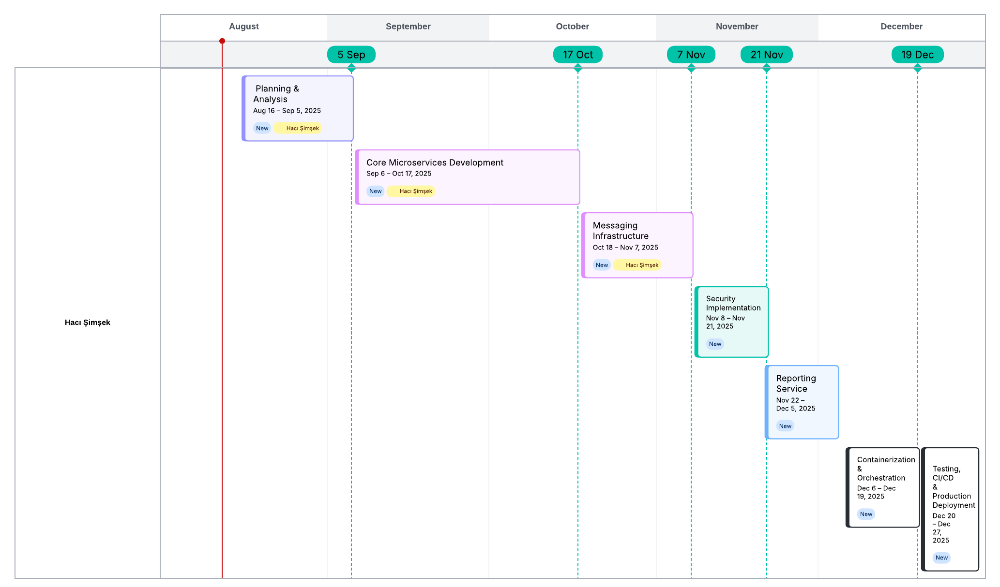 August
September
October
November
December
5 Sep
17 Oct
7 Nov
21 Nov
19 Dec
Hacı Şimşek
Planning &
Analysis
Aug 16 – Sep 5, 2025
New
Hacı Şimşek
Core Microservices Development
Sep 6 – Oct 17, 2025
New
Hacı Şimşek
Messaging
Infrastructure
Oct 18 – Nov 7, 2025
New
Hacı Şimşek
Security
Implementation
Nov 8 – Nov
21, 2025
New
Reporting
Service
Nov 22 –
Dec 5, 2025
New
Containerization
&
Orchestration
Dec 6 – Dec
19, 2025
New
Testing,
CI/CD
&
Production
Deployment
Dec 20
– Dec
27,
2025
New